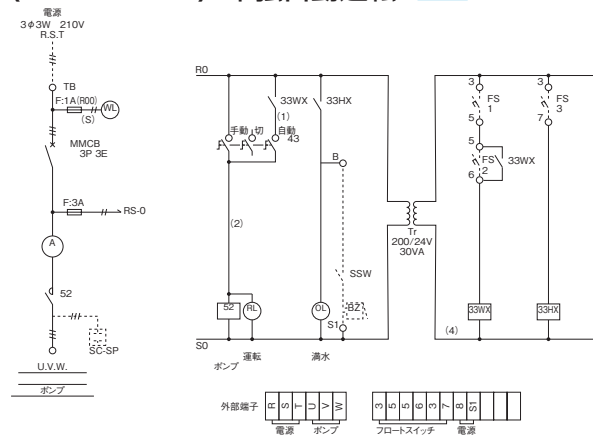 電源
3φ3W 210V
R.S.T
TB
F:1A(R00)
WL
(S)
MMCB
3P 3E
F:3A
RS-0
A
52
SC-SP
U.V.W.
ポンプ
R0
33WX
33HX
(1)
手動
切
自動
43
B
(2)
SSW
52
RL
OL
BZ
S1
S0
運転
満水
ポンプ
Tr
200/24V
30VA
3
FS
1
5
5
FS
2
33WX
6
3
FS
3
7
33WX
33HX
(4)
外部端子
R S T U V W
3 5 5 6 3 7 8 S1
電源
ポンプ
フロートスイッチ
電源